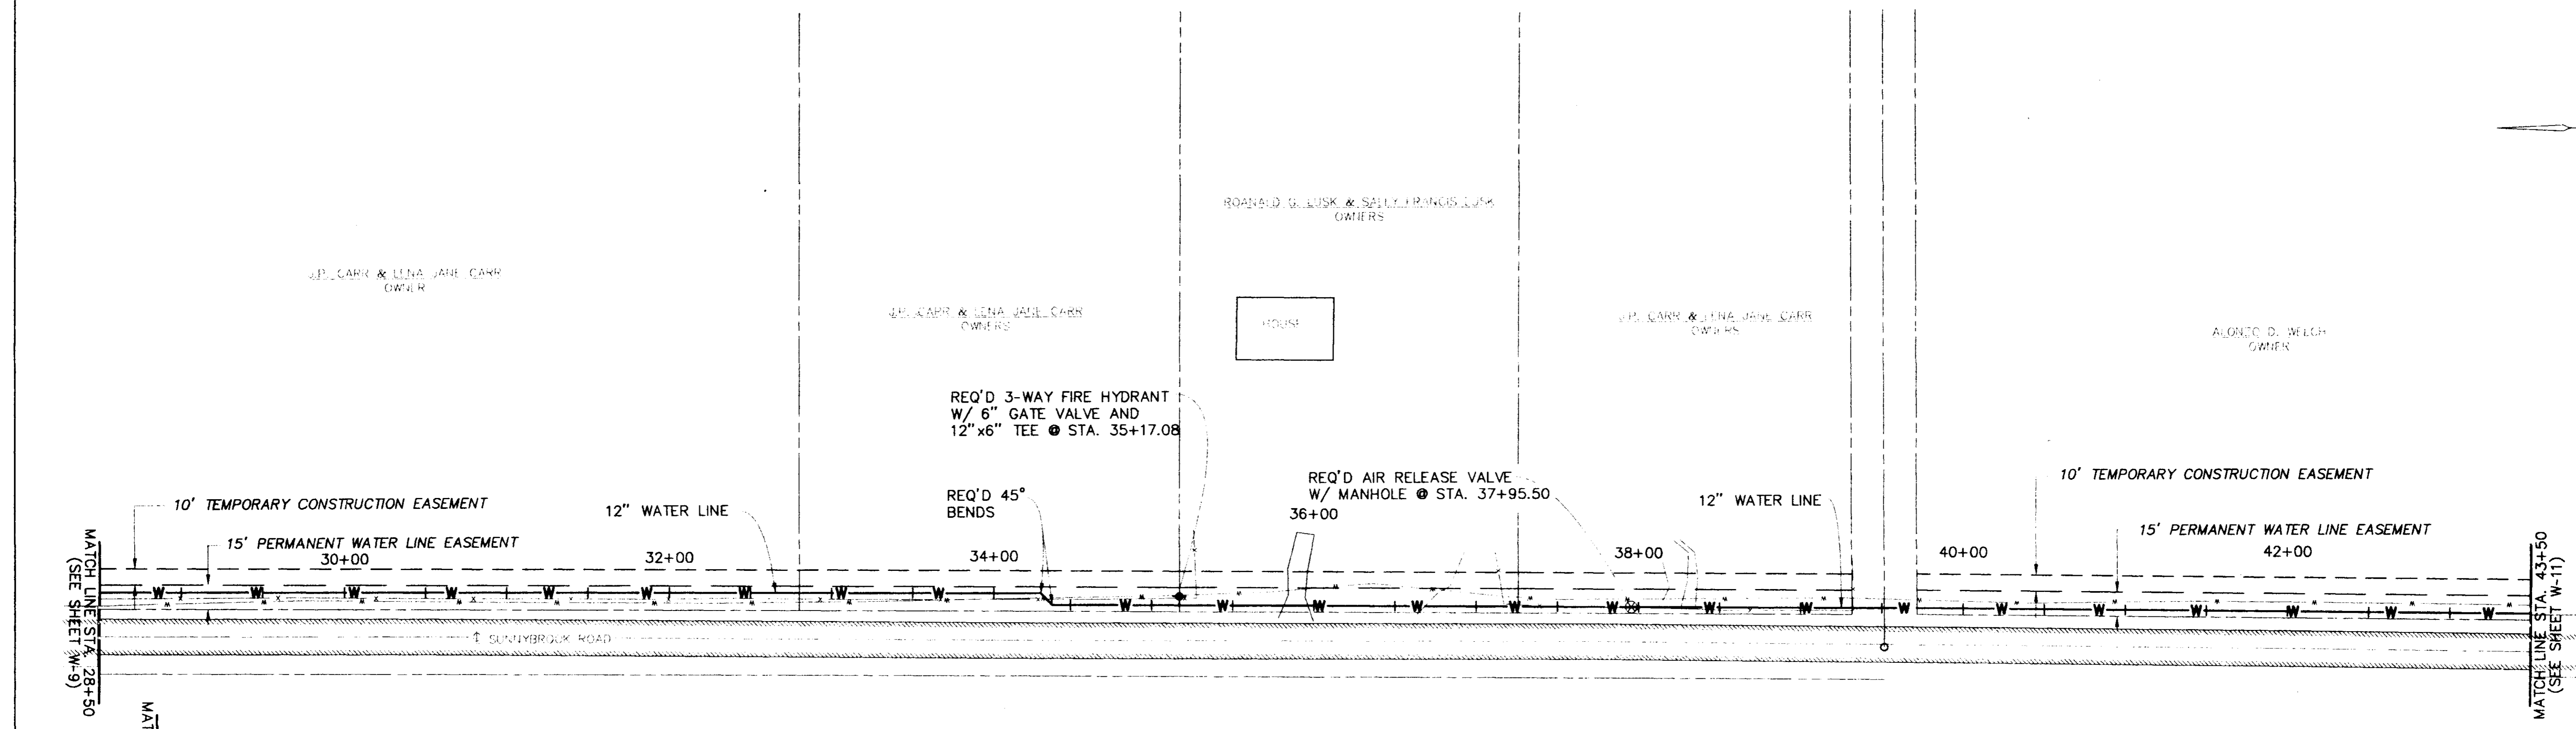 ROANALD G. LUSK & SALLY FRANCIS LUSK
OWNERS
J.P. CARR & LENA JANE CARR
OWNER
J.P. CARR & LENA JANE CARR
OWNERS
HOUSE
J.P. CARR & LENA JANE CARR
OWNERS
ALONZO D. WELCH
OWNER
REQ'D 3-WAY FIRE HYDRANT
W/ 6" GATE VALVE AND
12"x6" TEE @ STA. 35+17.08
REQ'D AIR RELEASE VALVE
W/ MANHOLE @ STA. 37+95.50
10' TEMPORARY CONSTRUCTION EASEMENT
12" WATER LINE
REQ'D 45°
BENDS
36+00
12" WATER LINE
10' TEMPORARY CONSTRUCTION EASEMENT
15' PERMANENT WATER LINE EASEMENT
15' PERMANENT WATER LINE EASEMENT
30+00
32+00
34+00
38+00
40+00
42+00
W W W W W W W W W
W W W W W W W W W W W W W W W
SUNNYBROOK ROAD
MATCH LINE STA. 28+50
(SEE SHEET W-9)
MATCH LINE STA. 43+50
(SEE SHEET W-11)
MAT